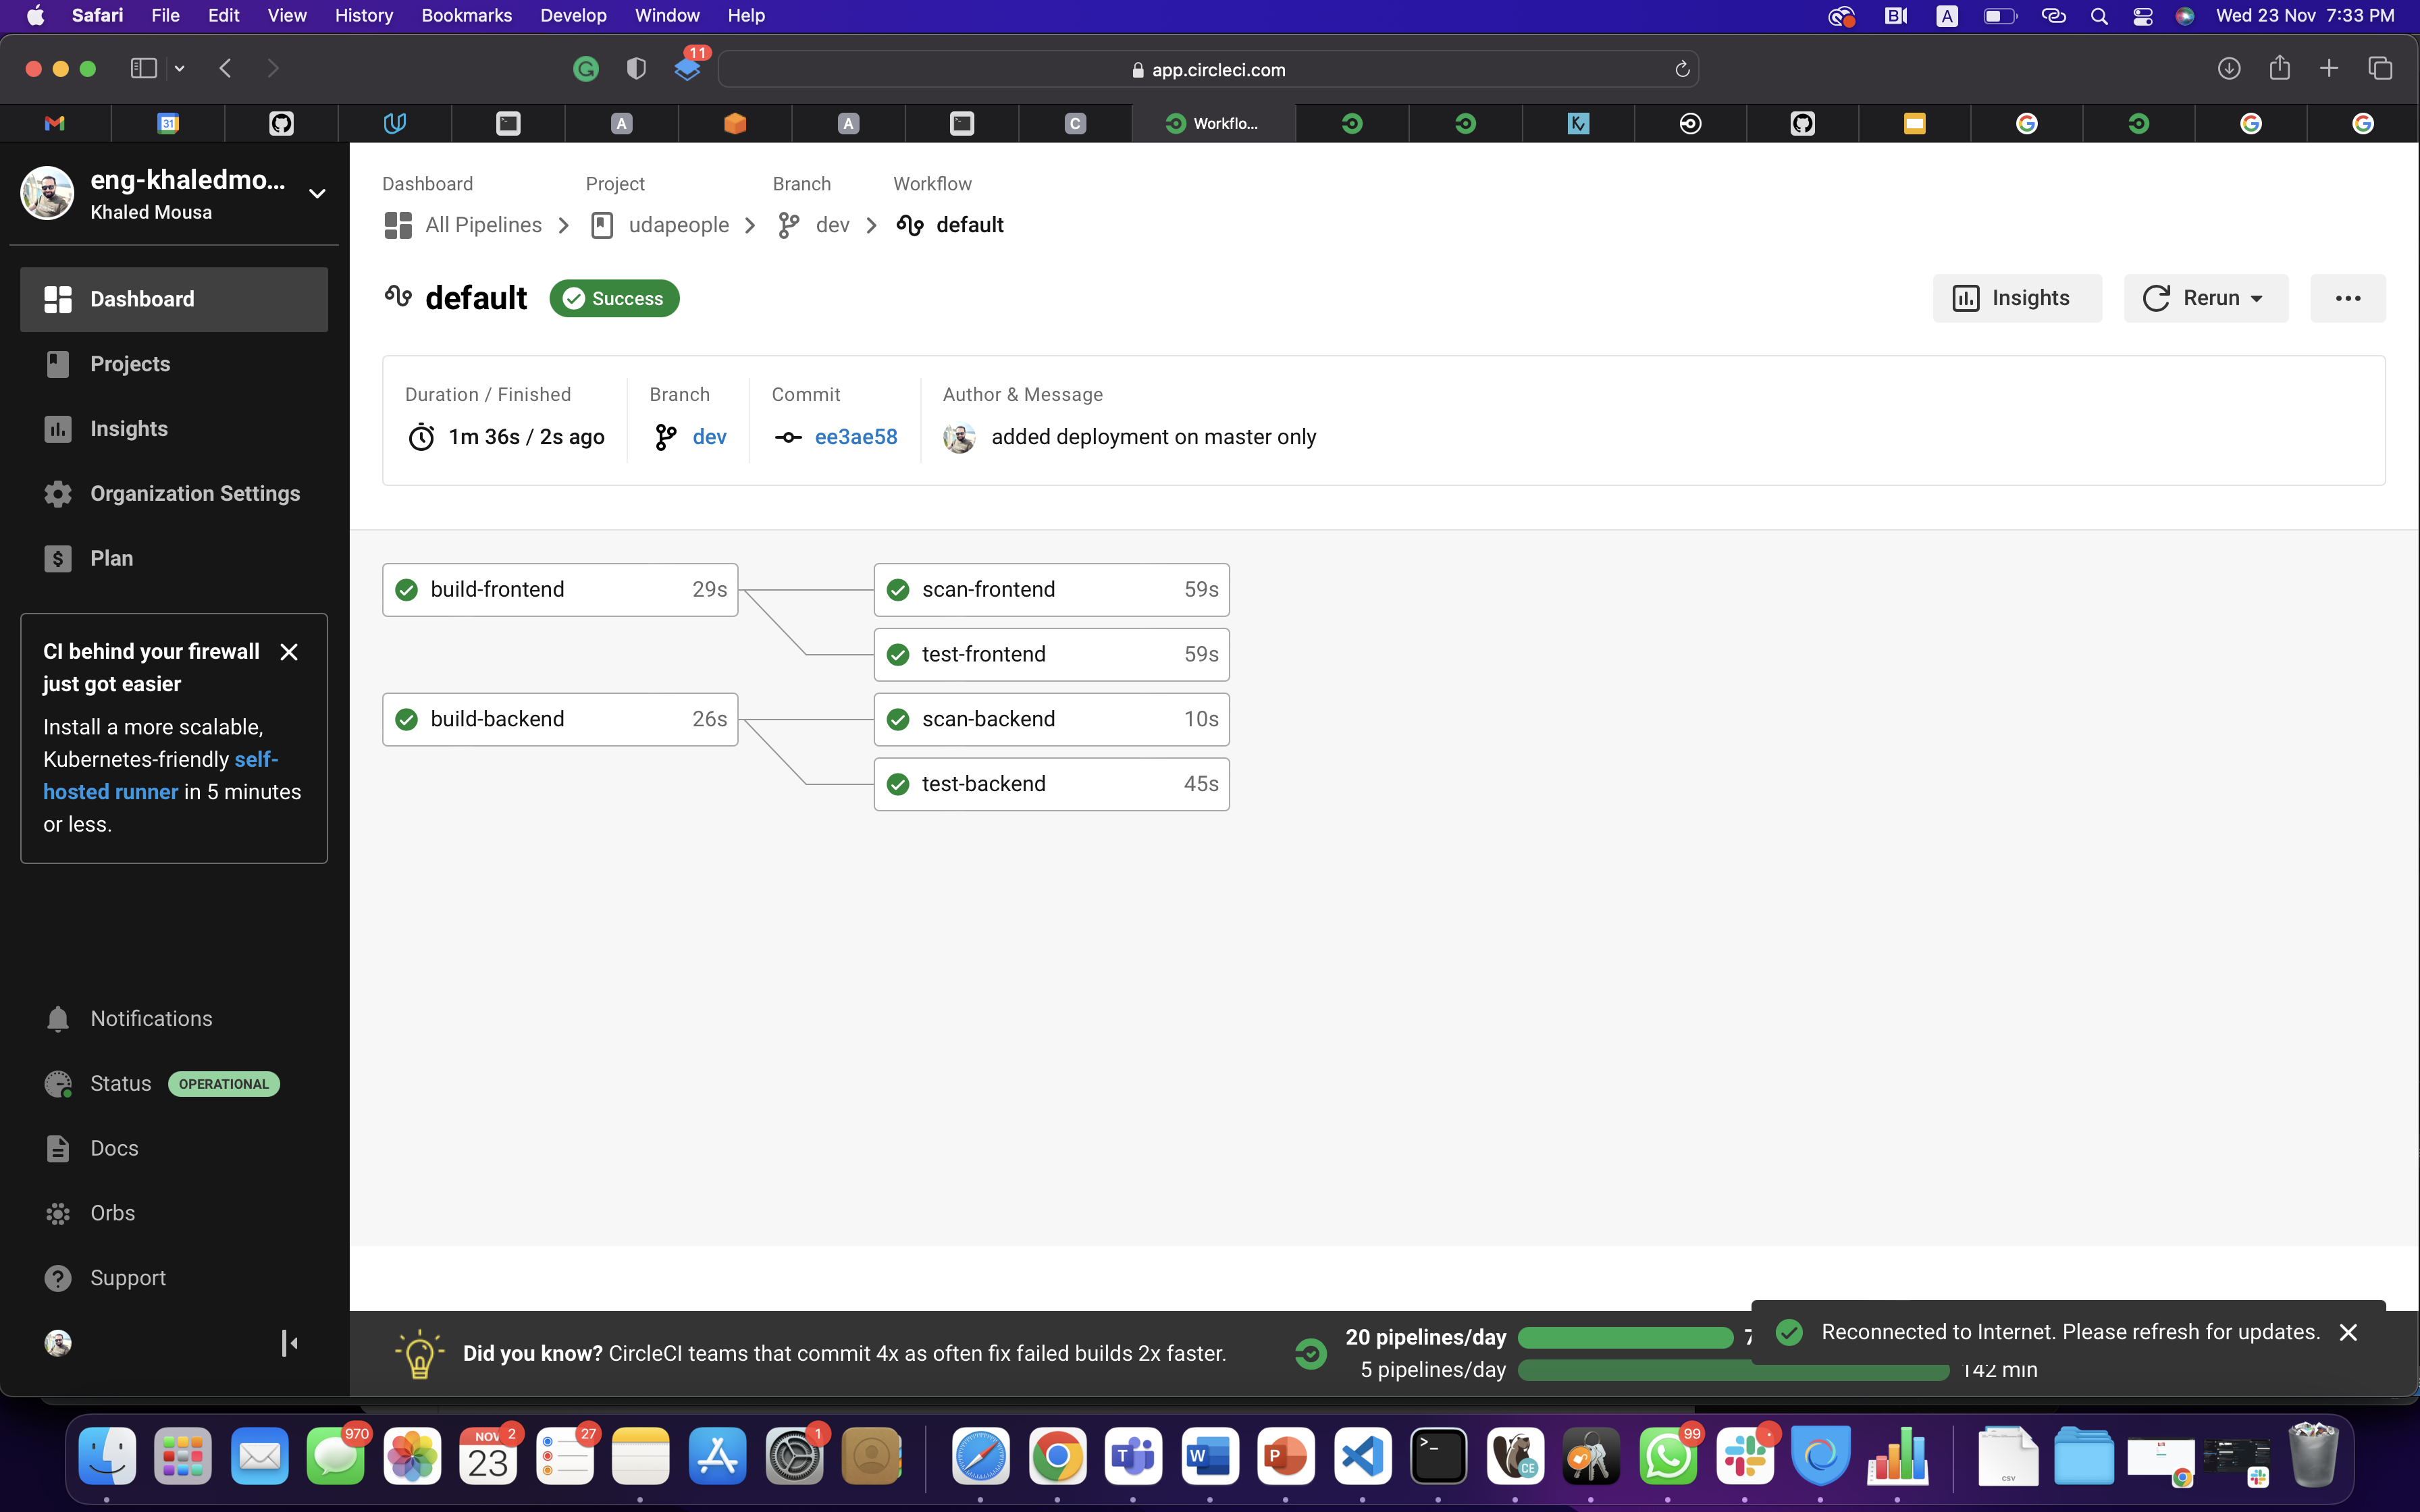 Safari File Edit View History Bookmarks Develop Window Help
A Wed 23 Nov 7:33 PM
11
app.circleci.com
31 A A C Workflo...
eng-khaledmo...
Khaled Mousa
Dashboard
Projects
Insights
Organization Settings
Plan
CI behind your firewall
just got easier
Install a more scalable,
Kubernetes-friendly self-
hosted runner in 5 minutes
or less.
Notifications
Status OPERATIONAL
Docs
Orbs
Support
Dashboard Project Branch Workflow
All Pipelines udapeople dev default
default Success
Insights Rerun
Duration / Finished Branch Commit Author & Message
1m 36s / 2s ago dev ee3ae58 added deployment on master only
build-frontend 29s scan-frontend 59s
test-frontend 59s
build-backend 26s scan-backend 10s
test-backend 45s
Did you know? CircleCI teams that commit 4x as often fix failed builds 2x faster.
20 pipelines/day 7
5 pipelines/day 142 min
Reconnected to Internet. Please refresh for updates.
970 NOV 2 27 1 99
23
T W P >_ CE CSV